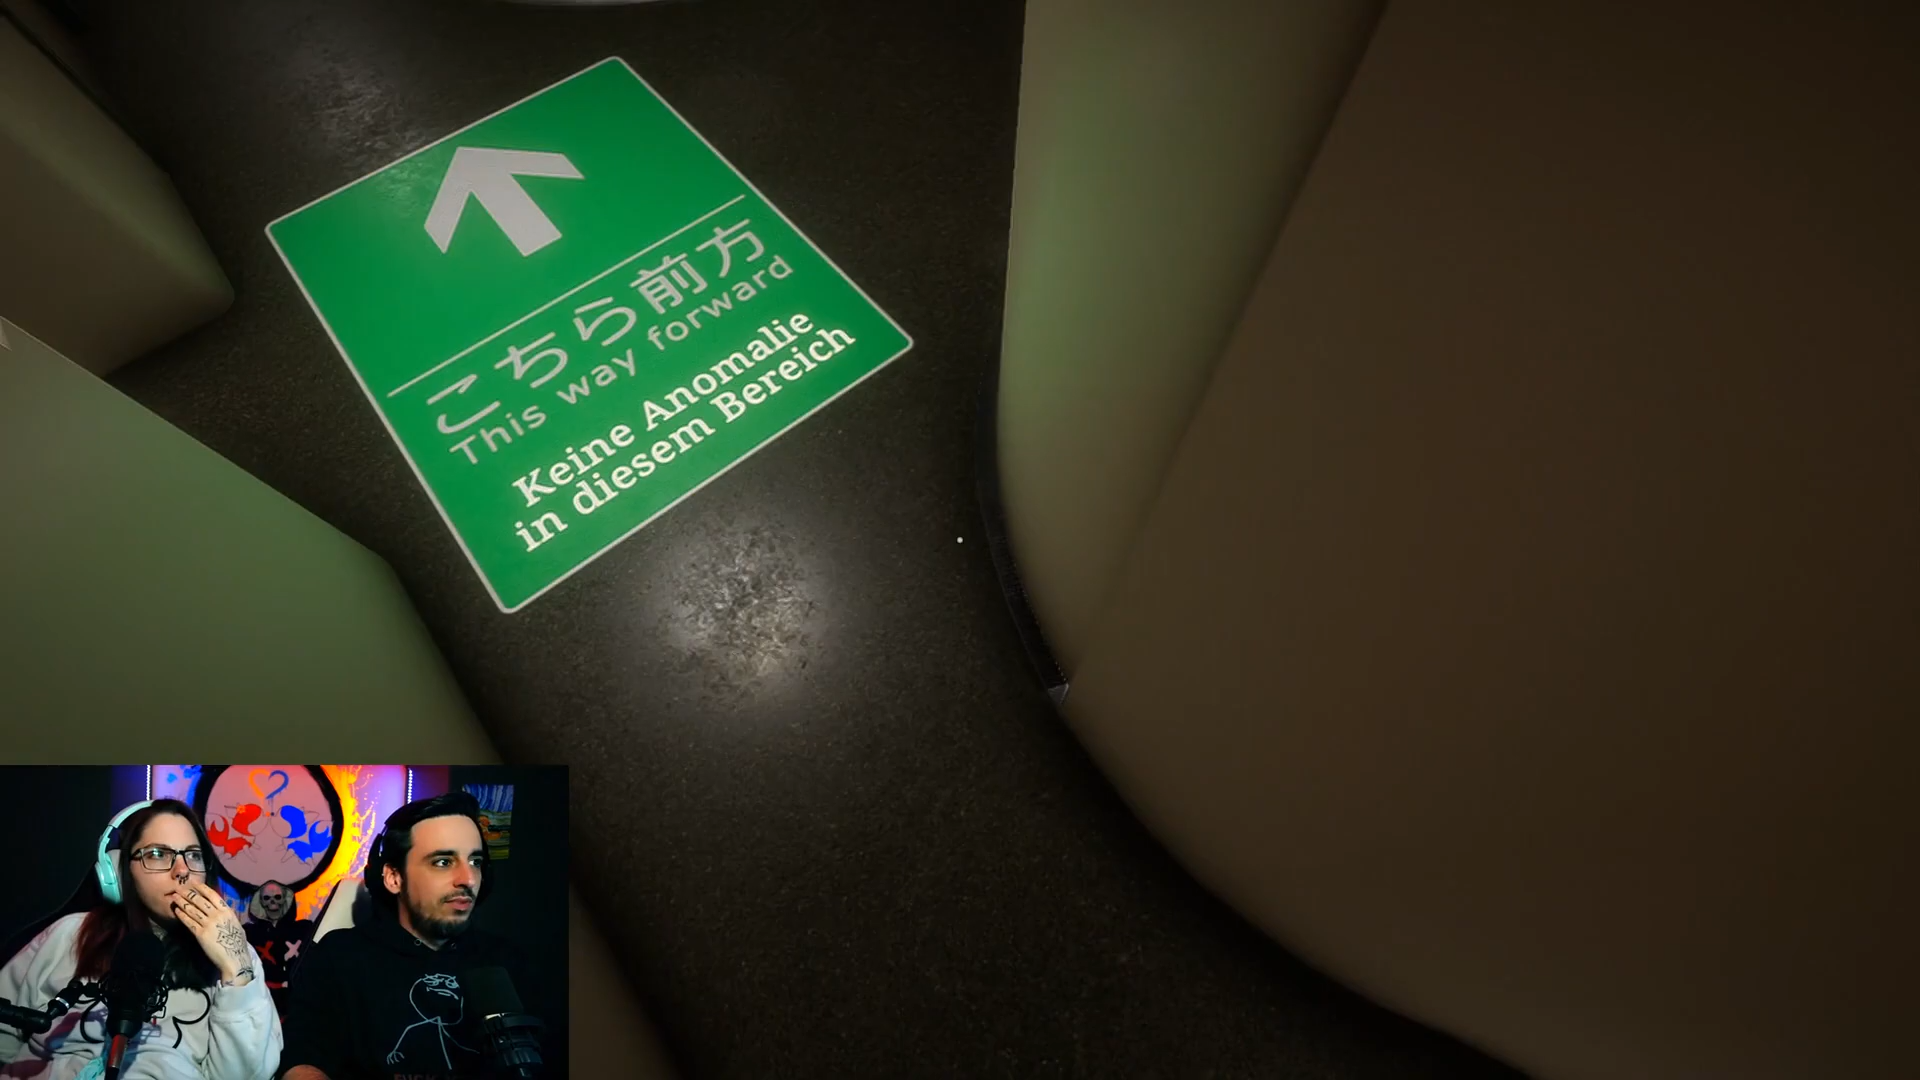 こちら前方
This way forward
Keine Anomalie
in diesem Bereich